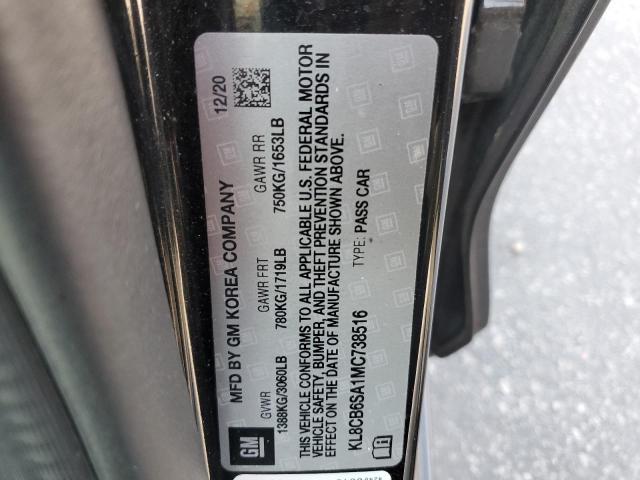 GM
MFD BY GM KOREA COMPANY 12/20
GVWR GAWR FRT GAWR RR
1388KG/3060LB 780KG/1719LB 750KG/1653LB
THIS VEHICLE CONFORMS TO ALL APPLICABLE U.S. FEDERAL MOTOR
VEHICLE SAFETY, BUMPER, AND THEFT PREVENTION STANDARDS IN
EFFECT ON THE DATE OF MANUFACTURE SHOWN ABOVE.
KL8CB6SA1MC738516 TYPE: PASS CAR